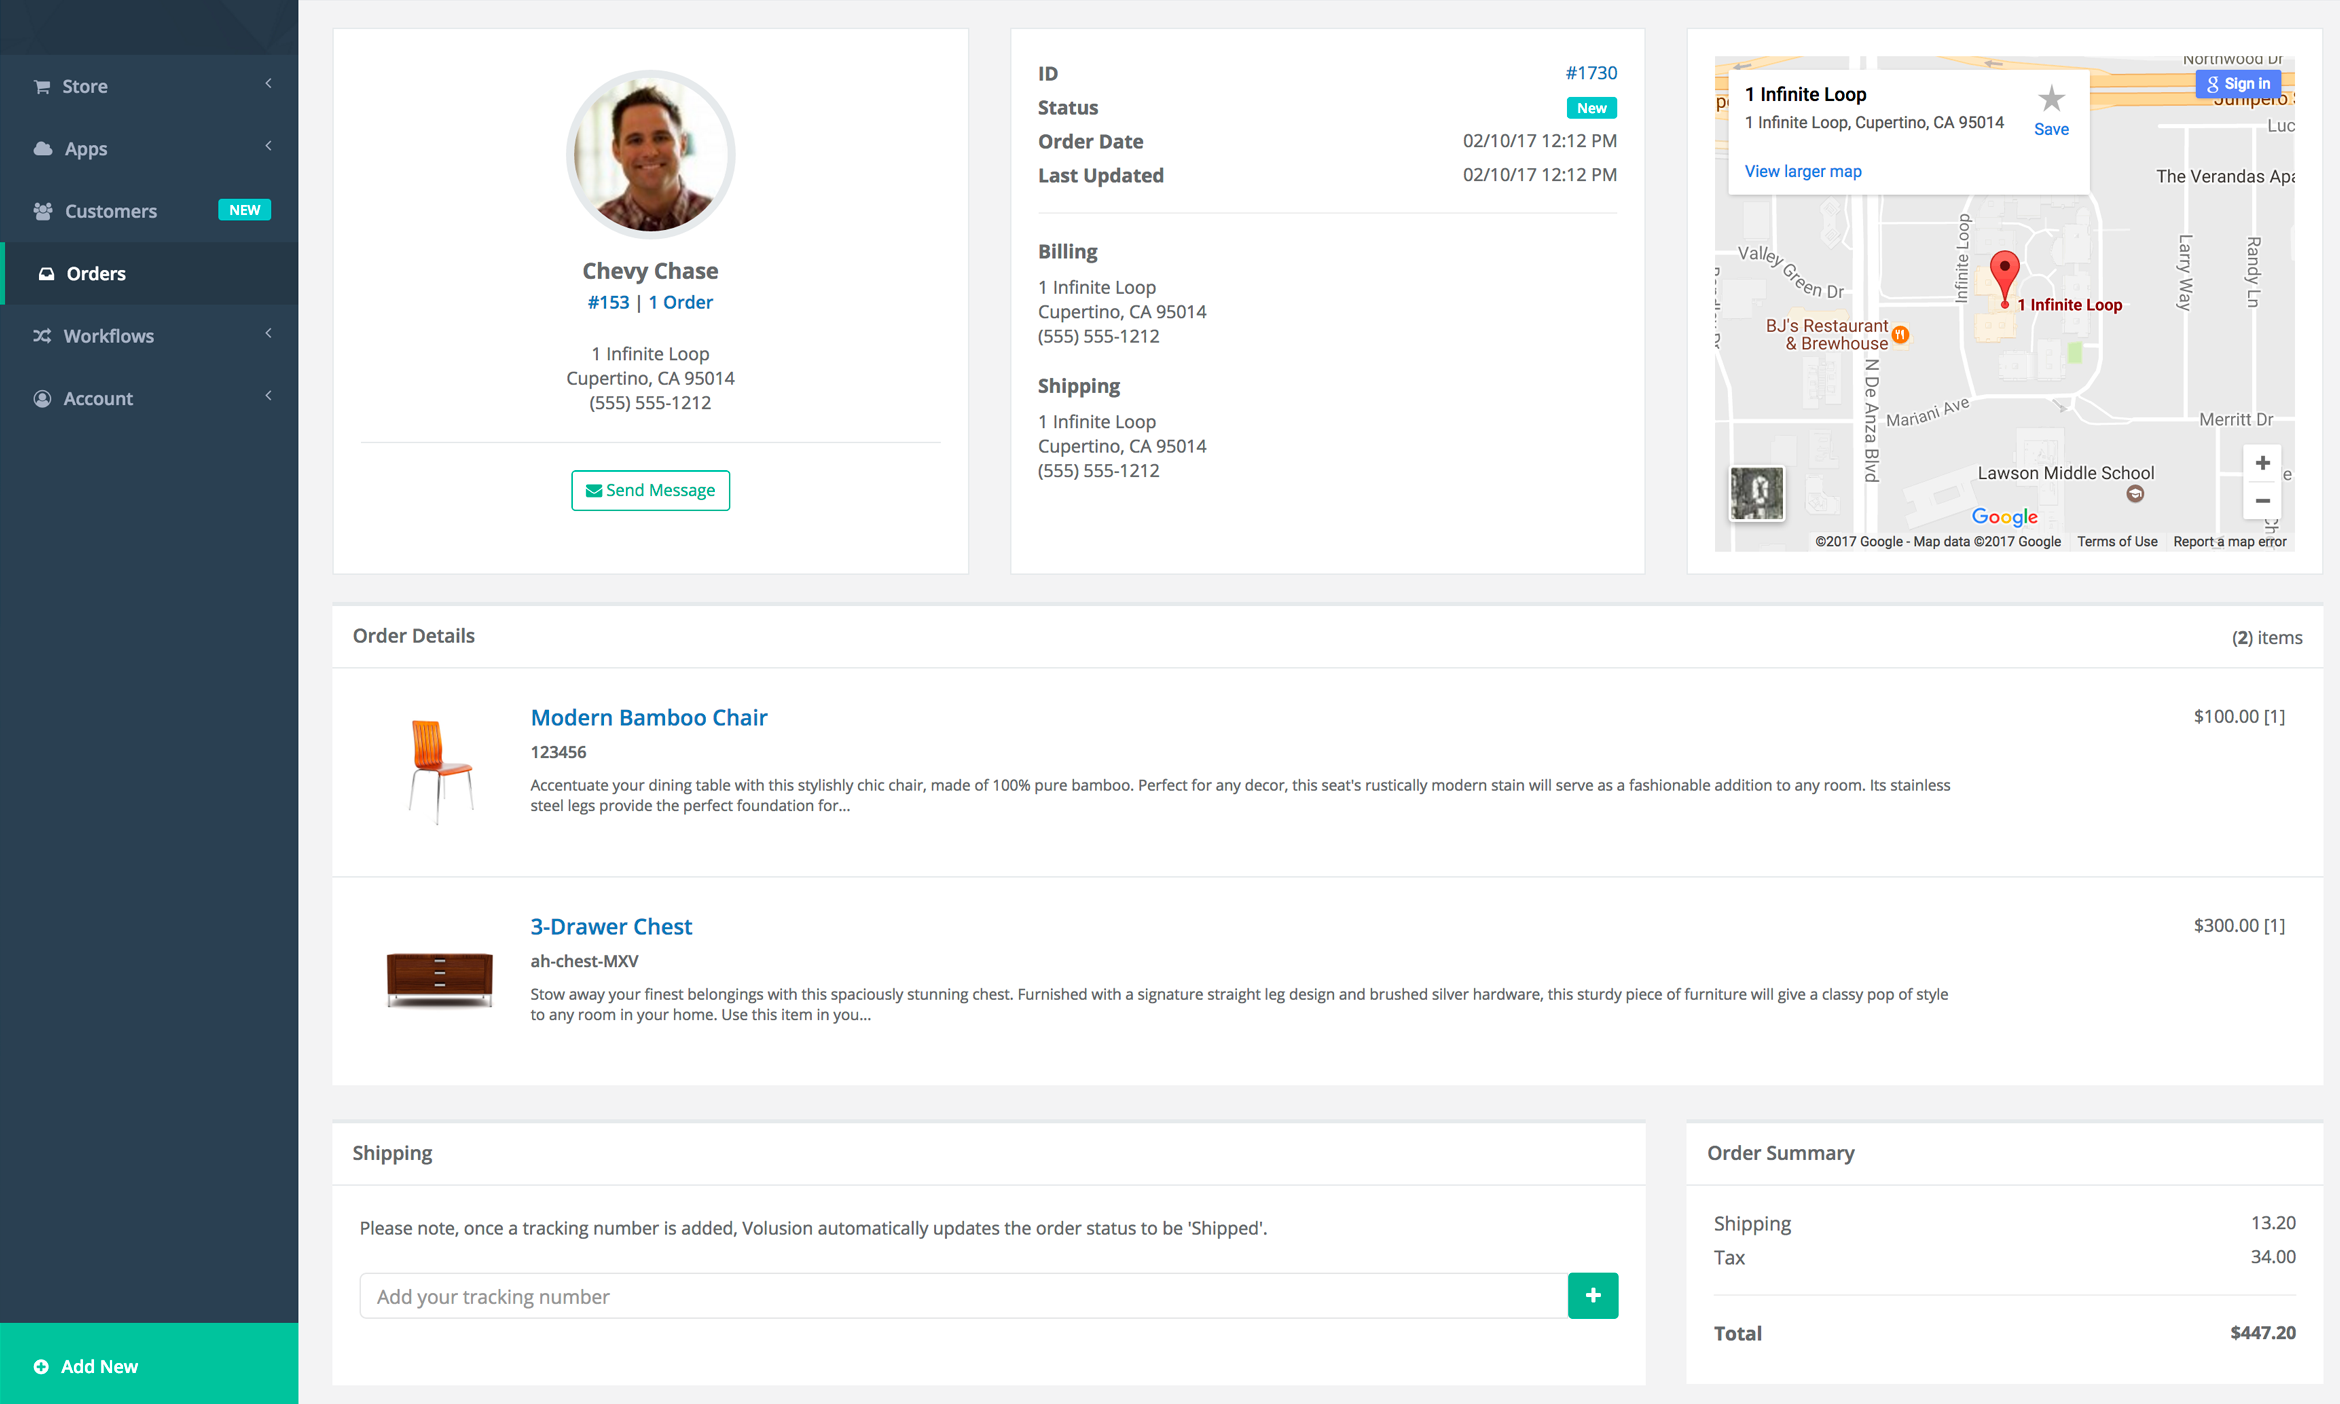 Store
Apps
Customers NEW
Orders
Workflows
Account
Add New
Chevy Chase
#153 | 1 Order
1 Infinite Loop
Cupertino, CA 95014
(555) 555-1212
Send Message
ID #1730
Status New
Order Date 02/10/17 12:12 PM
Last Updated 02/10/17 12:12 PM
Billing
1 Infinite Loop
Cupertino, CA 95014
(555) 555-1212
Shipping
1 Infinite Loop
Cupertino, CA 95014
(555) 555-1212
Northwood Dr
Sign in
Junipero
1 Infinite Loop
1 Infinite Loop, Cupertino, CA 95014
Save
View larger map
Luc
The Verandas Apa
Valley Green Dr
Infinite Loop
Larry Way
Randy Ln
1 Infinite Loop
BJ's Restaurant
& Brewhouse
N De Anza Blvd
Mariani Ave
Merritt Dr
Lawson Middle School
Google
©2017 Google - Map data ©2017 Google Terms of Use Report a map error
Order Details (2) items
Modern Bamboo Chair $100.00 [1]
123456
Accentuate your dining table with this stylishly chic chair, made of 100% pure bamboo. Perfect for any decor, this seat's rustically modern stain will serve as a fashionable addition to any room. Its stainless
steel legs provide the perfect foundation for...
3-Drawer Chest $300.00 [1]
ah-chest-MXV
Stow away your finest belongings with this spaciously stunning chest. Furnished with a signature straight leg design and brushed silver hardware, this sturdy piece of furniture will give a classy pop of style
to any room in your home. Use this item in you...
Shipping
Please note, once a tracking number is added, Volusion automatically updates the order status to be 'Shipped'.
Add your tracking number
Order Summary
Shipping 13.20
Tax 34.00
Total $447.20